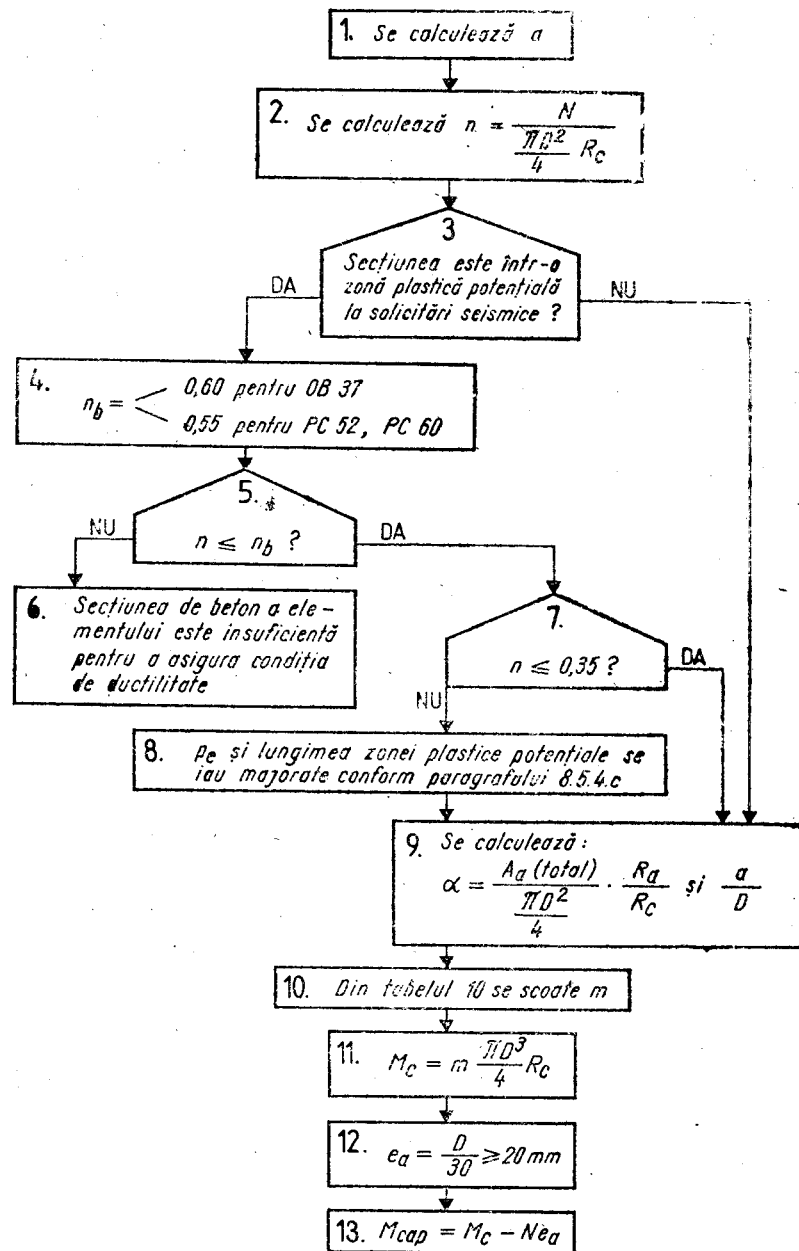 1. Se calculează a
2. Se calculează n = N / (πD²/4 Rc)
3
Secțiunea este într-o
zonă plastică potențială
la solicitări seismice ?
DA
NU
4. nb = < 0,60 pentru OB 37
0,55 pentru PC 52, PC 60
5.
n ≤ nb ?
NU
DA
6. Secțiunea de beton a ele-
mentului este insuficientă
pentru a asigura condiția
de ductilitate
7.
n ≤ 0,35 ?
DA
NU
8. pe și lungimea zonei plastice potențiale se
iau majorate conform paragrafului 8.5.4.c
9. Se calculează :
α = Aa (total) / (πD²/4) · Ra/Rc și a/D
10. Din tabelul 10 se scoate m
11. Mc = m πD³/4 Rc
12. ea = D/30 ≥ 20 mm
13. Mcap = Mc − Nea